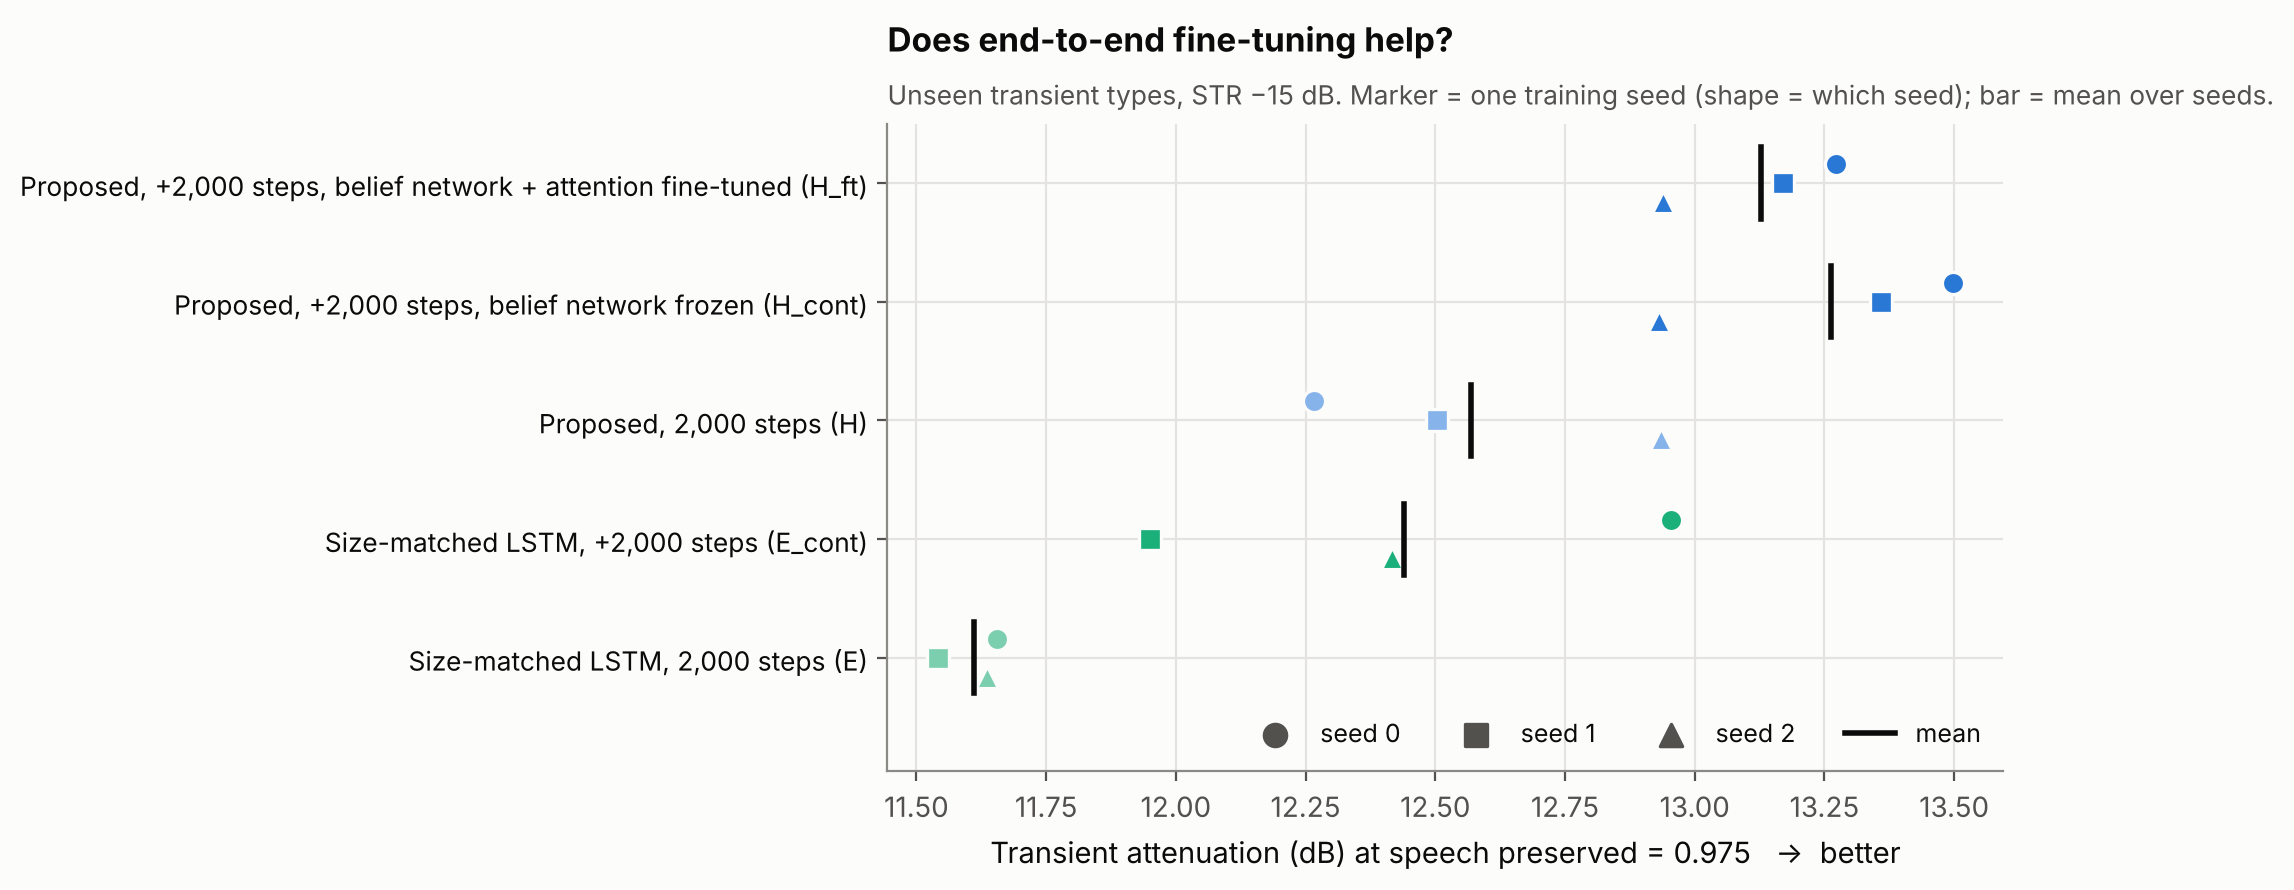 Does end-to-end fine-tuning help?
Unseen transient types, STR −15 dB. Marker = one training seed (shape = which seed); bar = mean over seeds.
Proposed, +2,000 steps, belief network + attention fine-tuned (H_ft)
Proposed, +2,000 steps, belief network frozen (H_cont)
Proposed, 2,000 steps (H)
Size-matched LSTM, +2,000 steps (E_cont)
Size-matched LSTM, 2,000 steps (E)
seed 0 seed 1 seed 2 mean
11.50 11.75 12.00 12.25 12.50 12.75 13.00 13.25 13.50
Transient attenuation (dB) at speech preserved = 0.975 → better